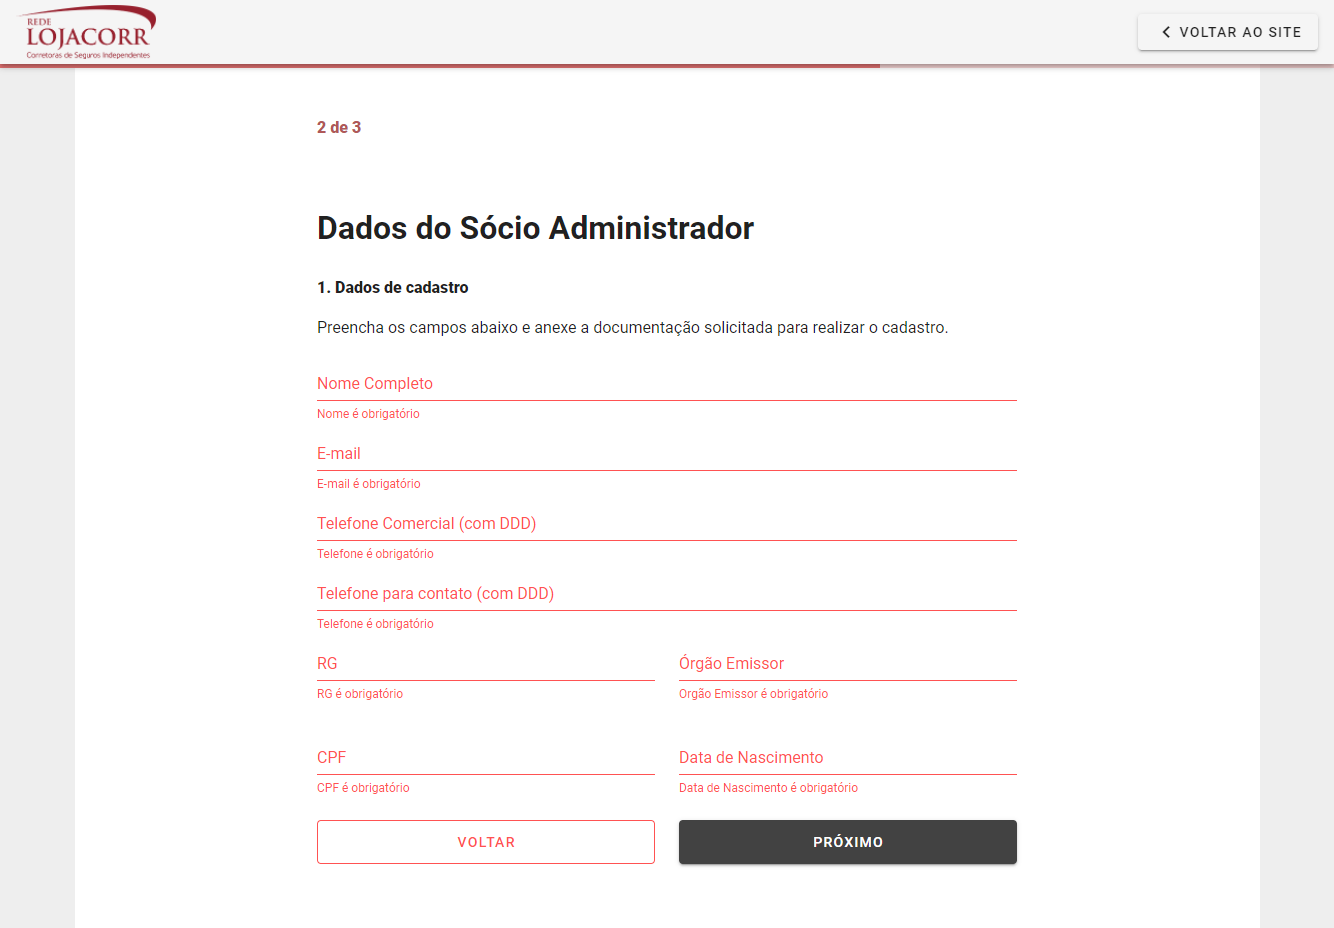 REDE
LOJACORR
Corretoras de Seguros Independentes
VOLTAR AO SITE
2 de 3
Dados do Sócio Administrador
1. Dados de cadastro
Preencha os campos abaixo e anexe a documentação solicitada para realizar o cadastro.
Nome Completo
Nome é obrigatório
E-mail
E-mail é obrigatório
Telefone Comercial (com DDD)
Telefone é obrigatório
Telefone para contato (com DDD)
Telefone é obrigatório
RG
Órgão Emissor
RG é obrigatório
Orgão Emissor é obrigatório
CPF
Data de Nascimento
CPF é obrigatório
Data de Nascimento é obrigatório
VOLTAR
PRÓXIMO